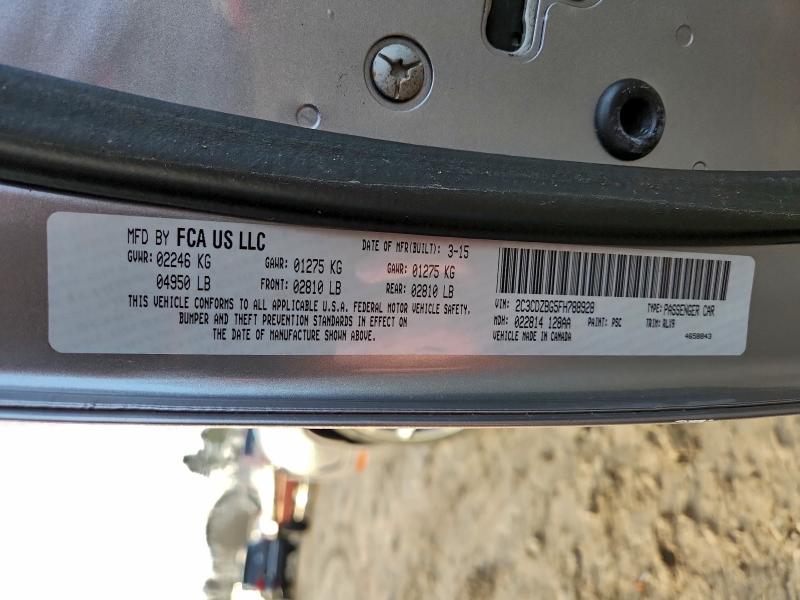 MFD BY FCA US LLC
DATE OF MFR(BUILT): 3-15
GVWR: 02246 KG
GAWR: 01275 KG
GAWR: 01275 KG
04950 LB
FRONT: 02810 LB
REAR: 02810 LB
THIS VEHICLE CONFORMS TO ALL APPLICABLE U.S.A. FEDERAL MOTOR VEHICLE SAFETY,
BUMPER AND THEFT PREVENTION STANDARDS IN EFFECT ON
THE DATE OF MANUFACTURE SHOWN ABOVE.
VIN: 2C3CDZBG5FH788928
TYPE: PASSENGER CAR
MDH: 022814 128AA
PAINT: PSC
TRIM: RLX9
VEHICLE MADE IN CANADA
4658843